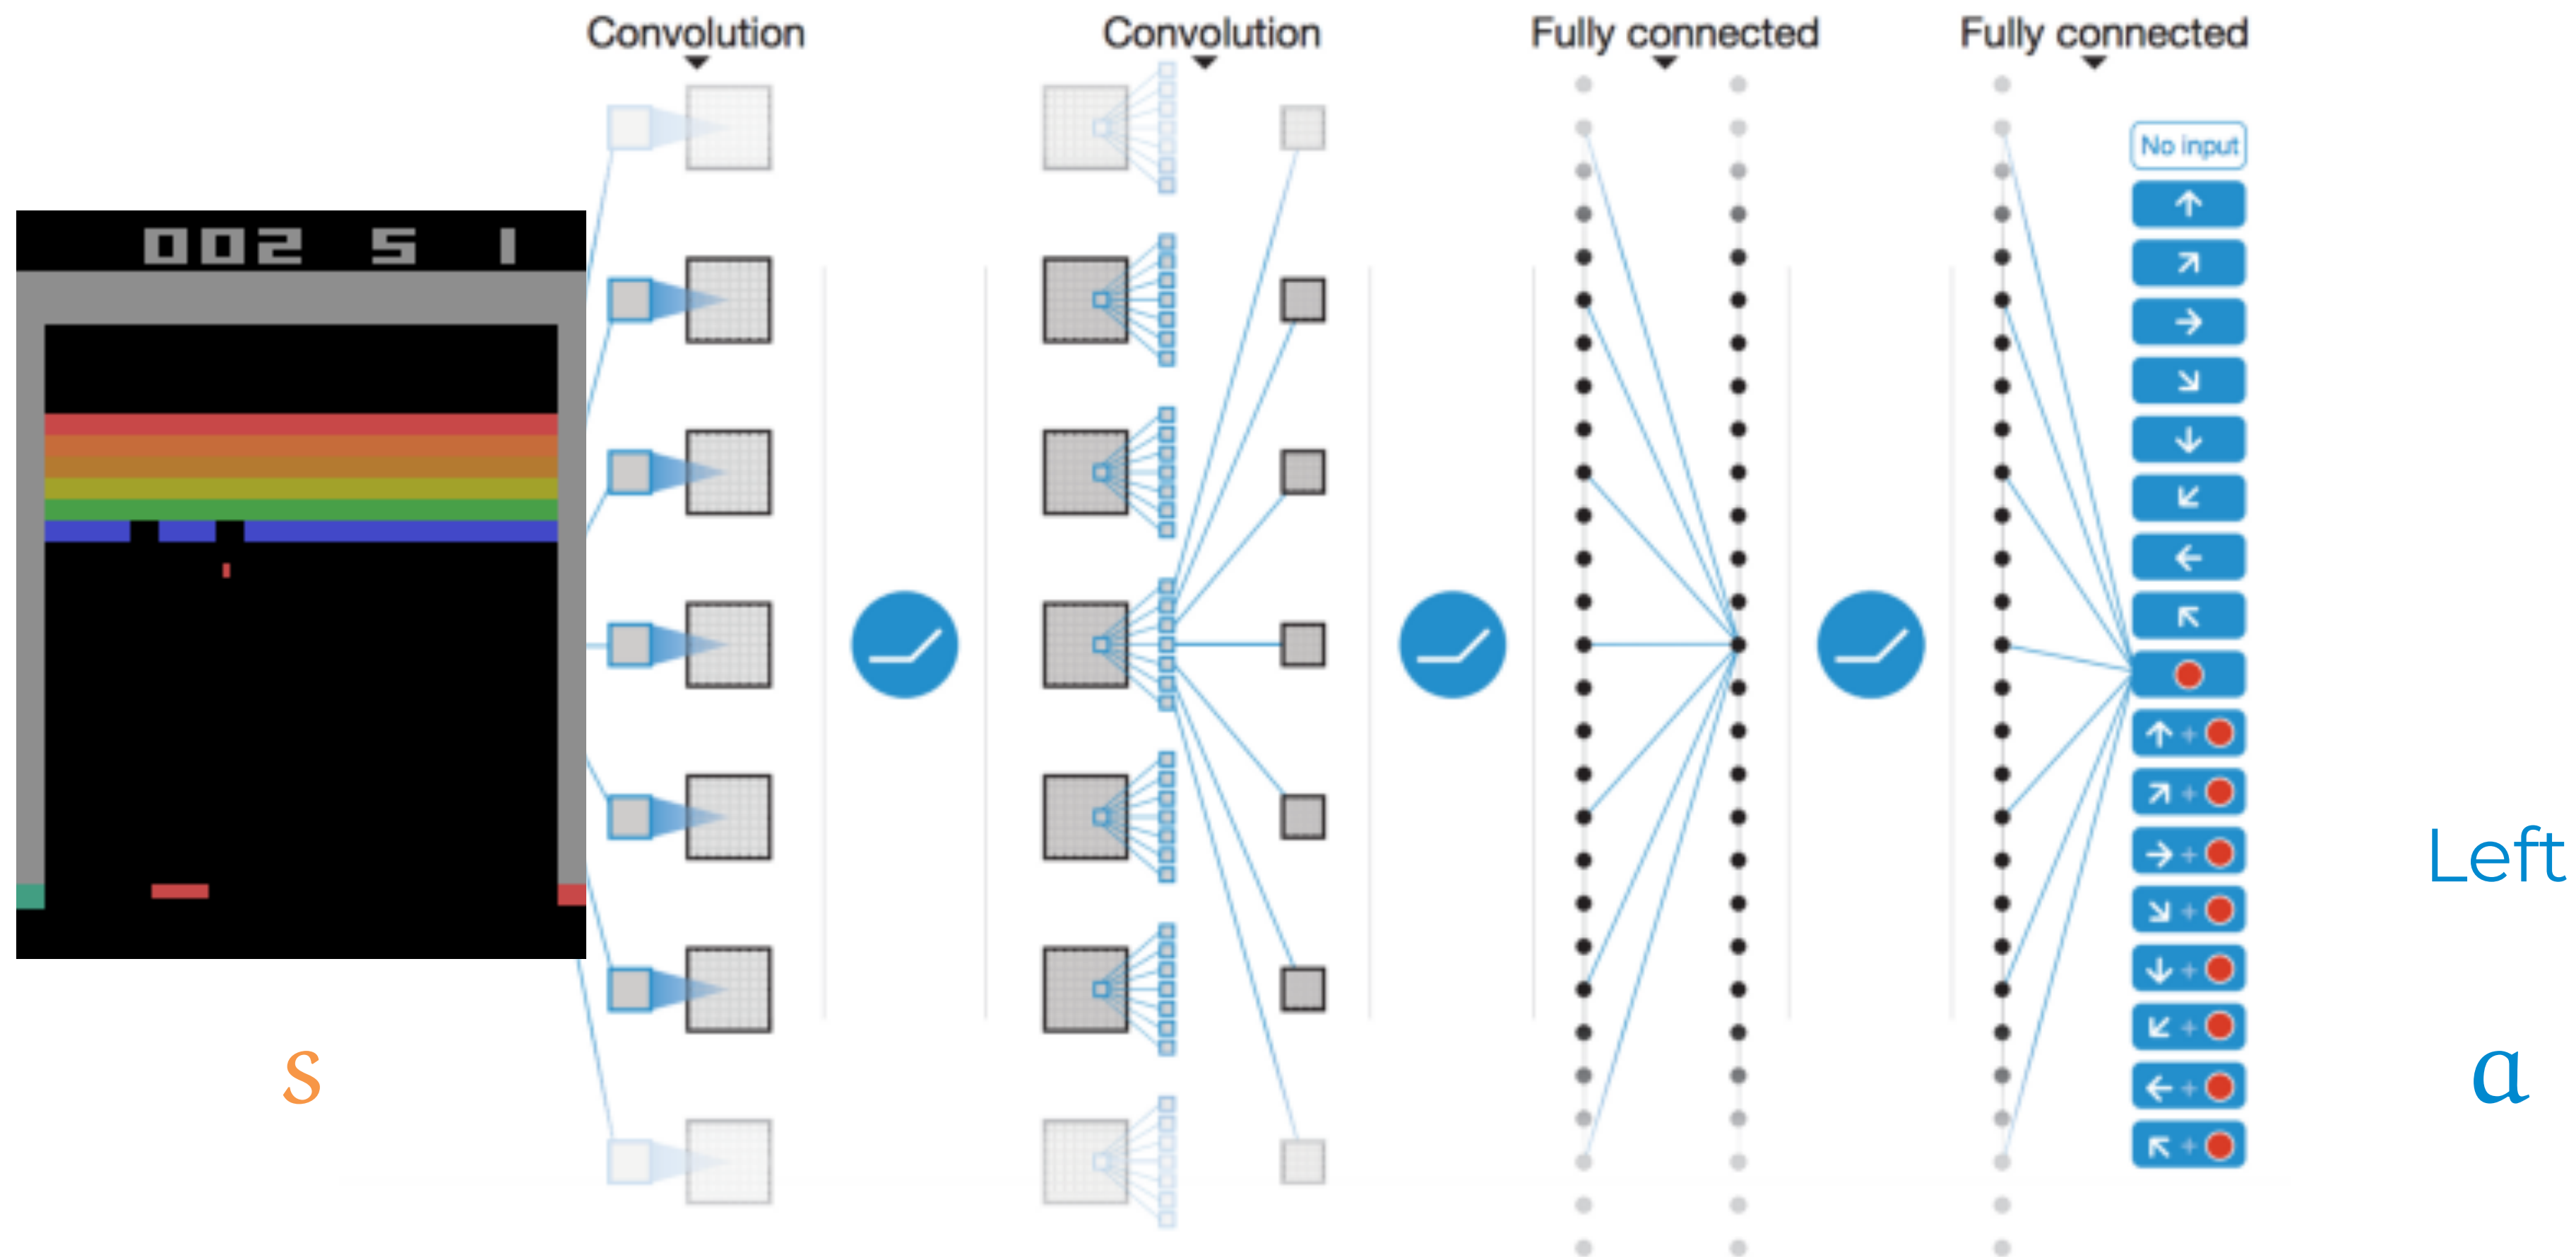 Convolution
Convolution
Fully connected
Fully connected
No input
002 5 1
Left
s
a